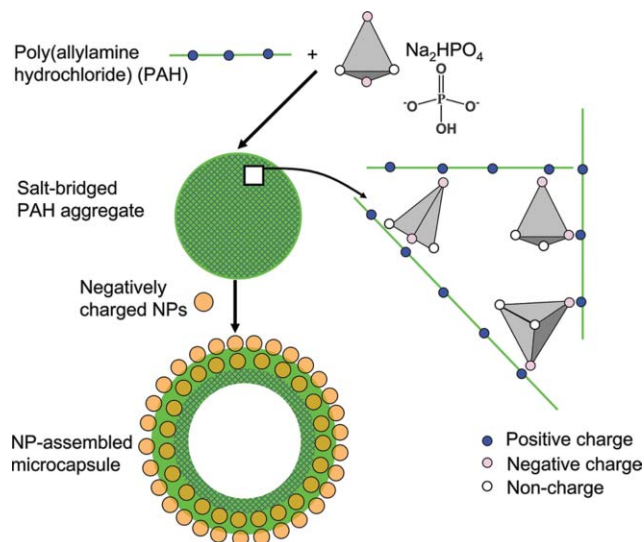 Poly(allylamine
hydrochloride) (PAH)
+
Na₂HPO₄
O
⁻O
P
O⁻
OH
Salt-bridged
PAH aggregate
Negatively
charged NPs
NP-assembled
microcapsule
Positive charge
Negative charge
Non-charge